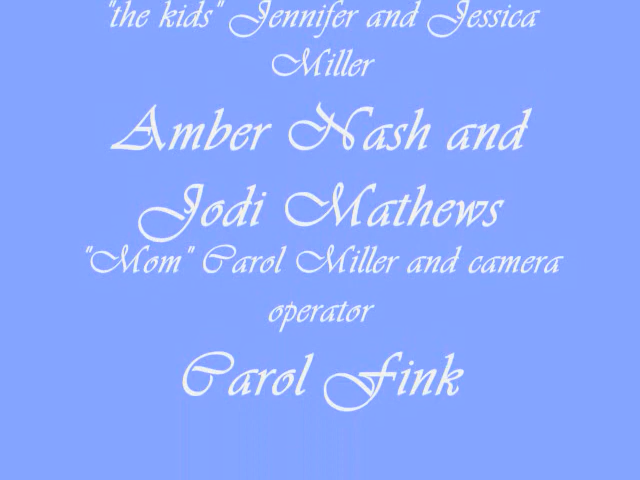 "the kids" Jennifer and Jessica
Miller
Amber Nash and
Jodi Mathews
"Mom" Carol Miller and camera
operator
Carol Fink